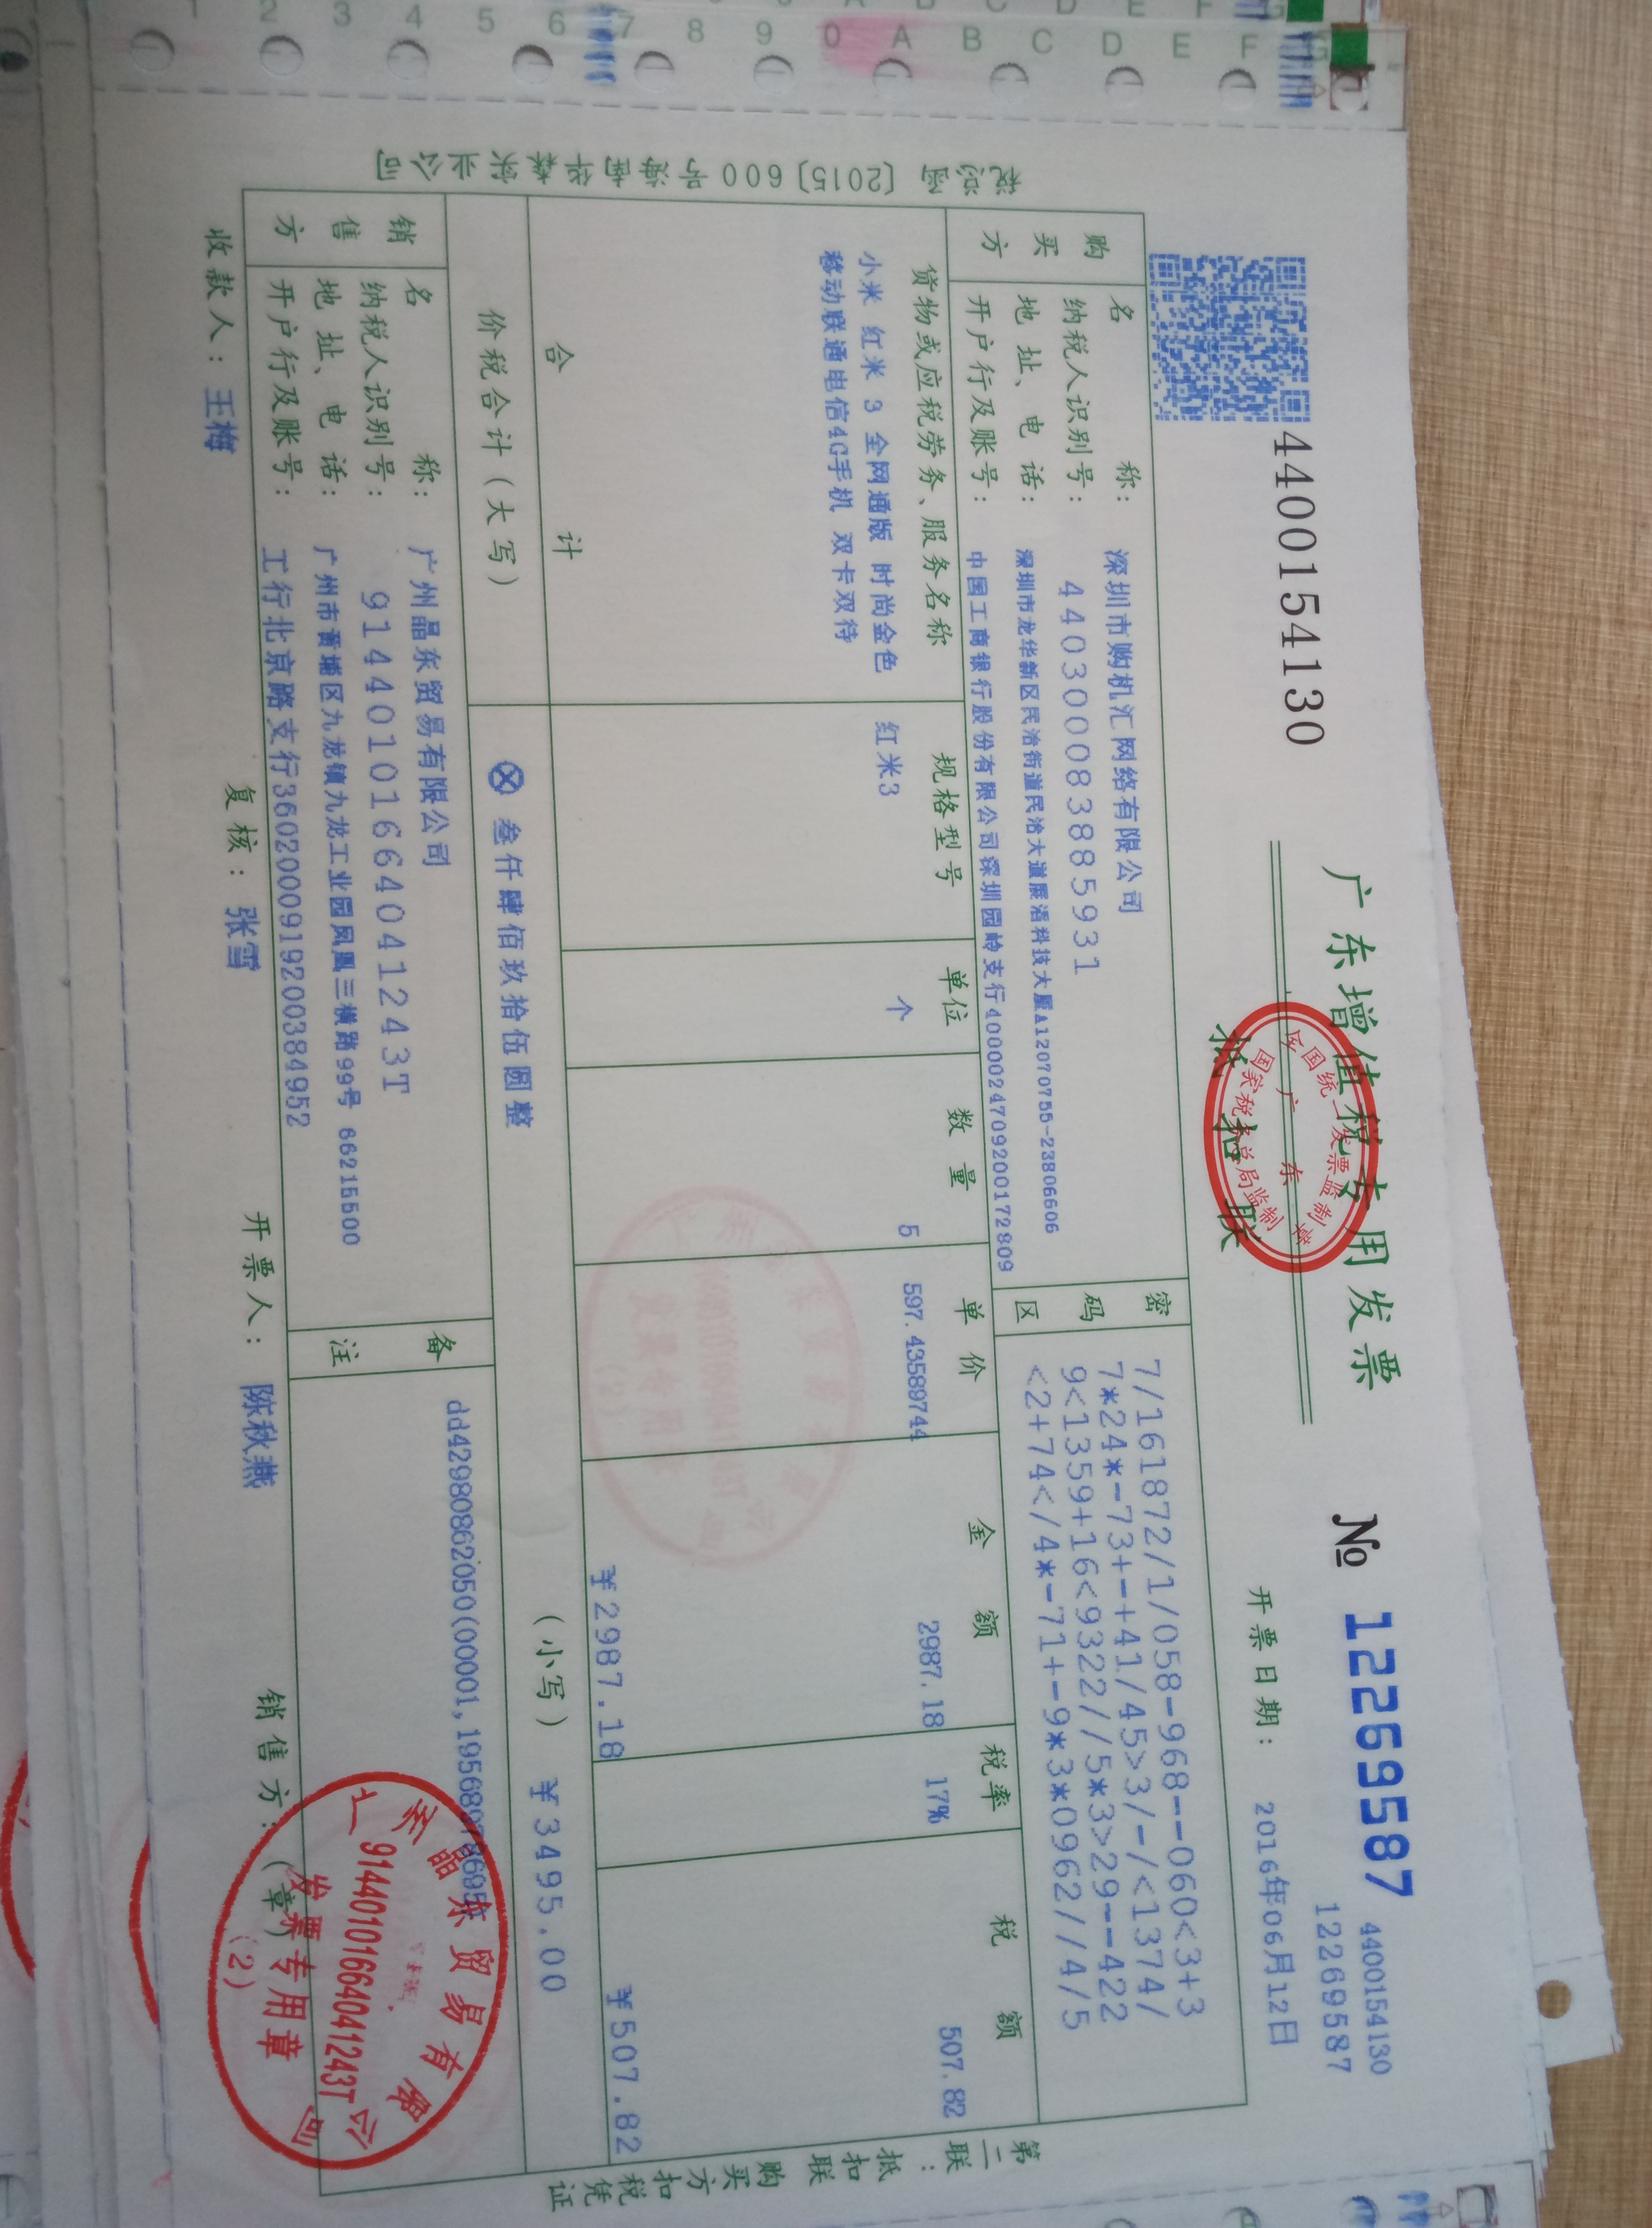 4400154130
广东增值税专用发票
抵扣联
全国统一发票监制章
广东
国家税务总局监制
№ 12269587
4400154130
12269587
开票日期: 2016年06月12日
税总函〔2015〕600号海南华森实业公司
购买方
名 称: 深圳市购机汇网络有限公司
纳税人识别号: 440300083885931
地 址、电 话: 深圳市龙华新区民治街道民治大道展滔科技大厦A12070755-23806606
开户行及账号: 中国工商银行股份有限公司深圳园岭支行4000024709200172809
密码区
7/161872/1/058-968--060<3+3
7*24*-73+-+41/45>3/-/<1374/
9<1359+16<9322//5*3>29--422
<2+74</4*-71+-9*3*0962//4/5
货物或应税劳务、服务名称 规格型号 单位 数量 单价 金额 税率 税额
小米 红米 3 全网通版 时尚金色 红米3 个 5 597.43589744 2987.18 17% 507.82
移动联通电信4G手机 双卡双待
合计 ¥2987.18 ¥507.82
价税合计(大写) ⊗ 叁仟肆佰玖拾伍圆整 (小写) ¥3495.00
销售方
名 称: 广州晶东贸易有限公司
纳税人识别号: 91440101664041243T
地 址、电 话: 广州市黄埔区九龙镇九龙工业园凤凰三横路99号 66215500
开户行及账号: 工行北京路支行3602000919200384952
备注
dd42980862050(00001,19568978695)
收款人: 王梅 复核: 张雪 开票人: 陈秋燕 销售方:(章)
广州晶东贸易有限公司
91440101664041243T
发票专用章
(2)
第二联:抵扣联 购买方扣税凭证
1 2 3 4 5 6 7 8 9 0 A B C D E F G